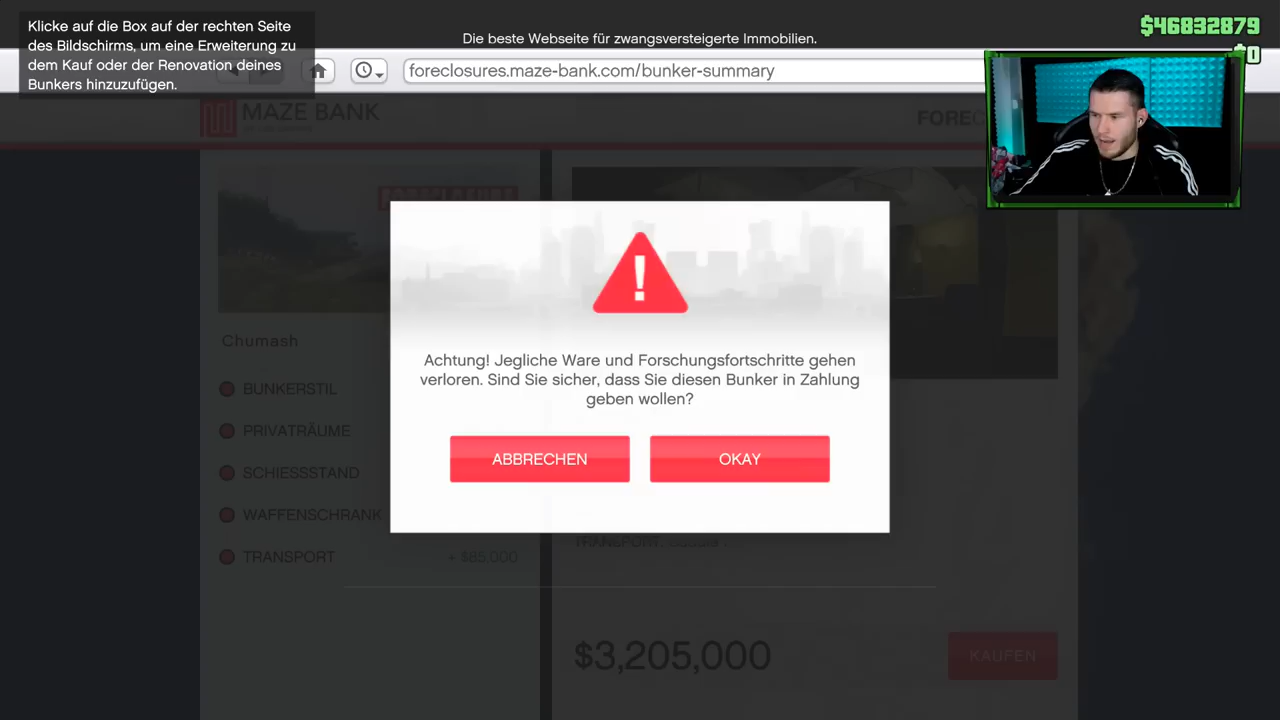 Klicke auf die Box auf der rechten Seite
des Bildschirms, um eine Erweiterung zu
dem Kauf oder der Renovation deines
Bunkers hinzuzufügen.
Die beste Webseite für zwangsversteigerte Immobilien.
$46832879
$0
foreclosures.maze-bank.com/bunker-summary
MAZE BANK
FOREC
FORECLOSURE
Chumash
BUNKERSTIL
PRIVATRÄUME
SCHIESSSTAND
WAFFENSCHRANK
TRANSPORT + $85.000
Achtung! Jegliche Ware und Forschungsfortschritte gehen
verloren. Sind Sie sicher, dass Sie diesen Bunker in Zahlung
geben wollen?
ABBRECHEN
OKAY
TRANSPORT:
$3,205,000
KAUFEN